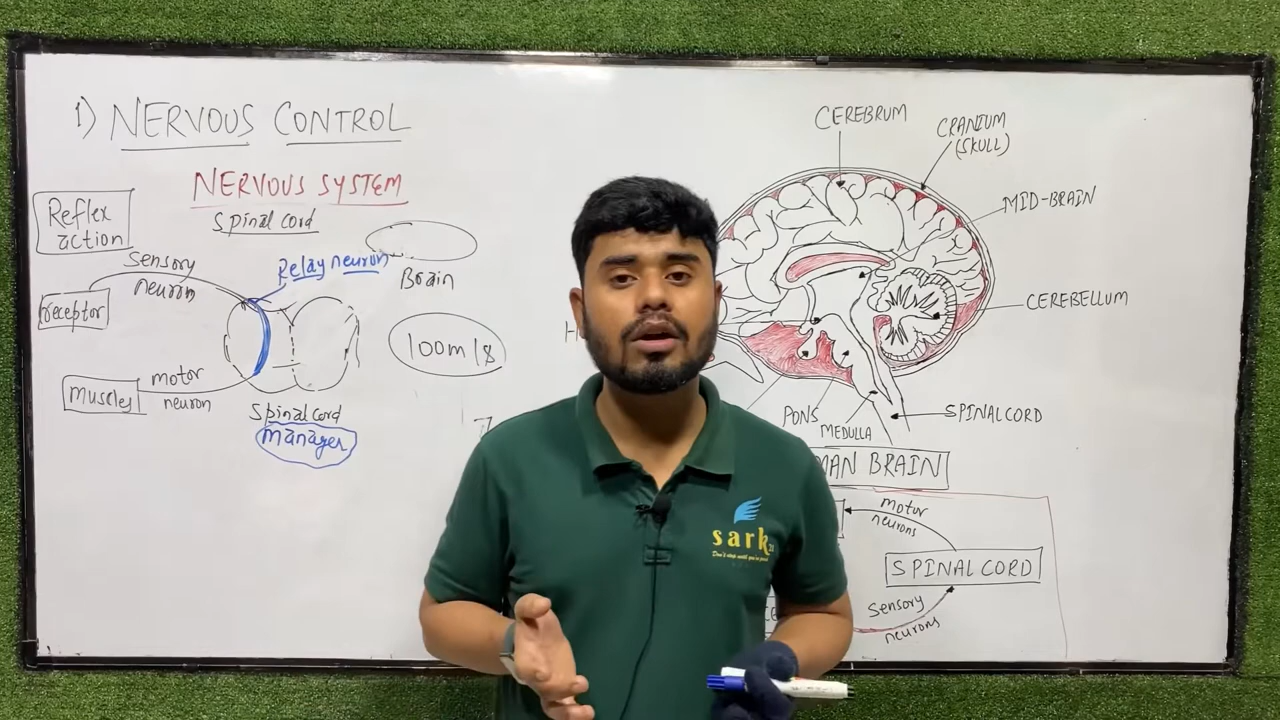 1) NERVOUS CONTROL
NERVOUS SYSTEM
Spinal cord
Reflex
action
Sensory
neuron
Relay neuron
Brain
receptor
100m/s
muscles
motor
neuron
Spinal cord
manager
CEREBRUM
CRANIUM
(SKULL)
MID-BRAIN
CEREBELLUM
PONS
MEDULLA
SPINALCORD
MAN BRAIN
motor
neurons
SPINAL CORD
Sensory
neurons
sark